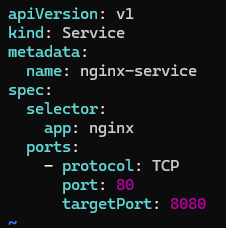 apiVersion: v1
kind: Service
metadata:
  name: nginx-service
spec:
  selector:
    app: nginx
  ports:
    - protocol: TCP
      port: 80
      targetPort: 8080
~